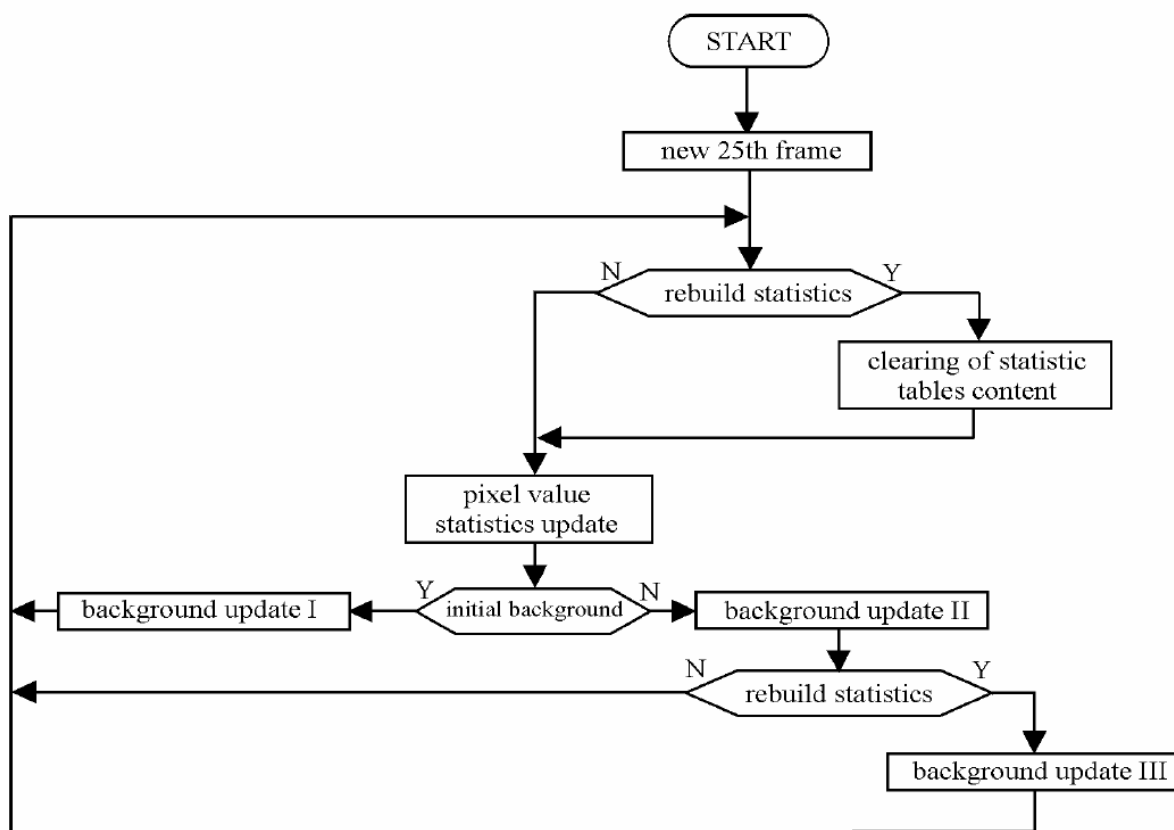 START
new 25th frame
N
Y
rebuild statistics
clearing of statistic
tables content
pixel value
statistics update
Y
N
background update I
initial background
background update II
N
Y
rebuild statistics
background update III